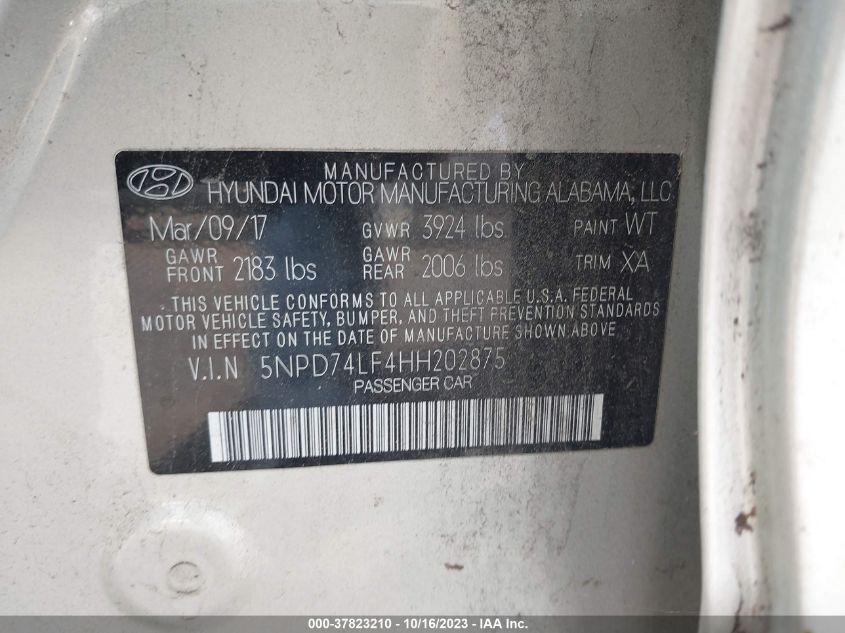 MANUFACTURED BY
HYUNDAI MOTOR MANUFACTURING ALABAMA, LLC
Mar/09/17 GVWR 3924 lbs PAINT WT
GAWR FRONT 2183 lbs GAWR REAR 2006 lbs TRIM XA
THIS VEHICLE CONFORMS TO ALL APPLICABLE U.S.A. FEDERAL
MOTOR VEHICLE SAFETY, BUMPER, AND THEFT PREVENTION STANDARDS
IN EFFECT ON THE DATE OF MANUFACTURE SHOWN ABOVE
V.I.N 5NPD74LF4HH202875
PASSENGER CAR
000-37823210 - 10/16/2023 - IAA Inc.